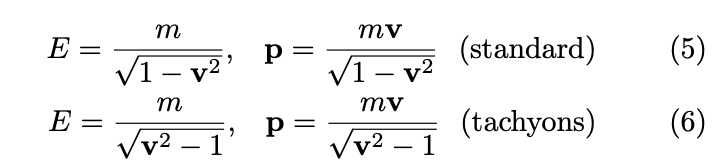 E = m/√(1 − v²), p = mv/√(1 − v²) (standard) (5)
E = m/√(v² − 1), p = mv/√(v² − 1) (tachyons) (6)